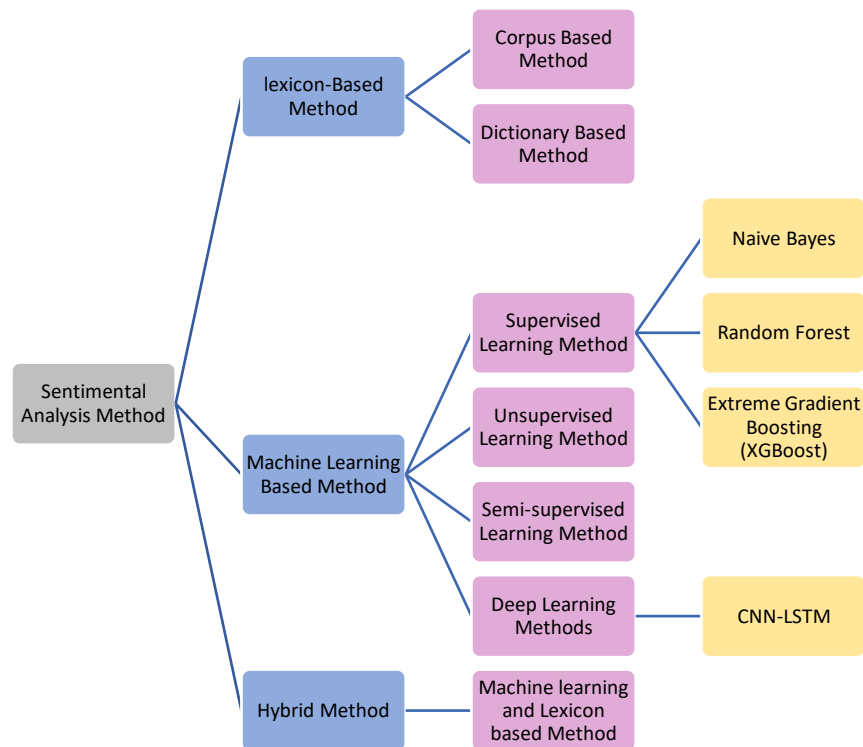 Corpus Based
Method
lexicon-Based
Method
Dictionary Based
Method
Naive Bayes
Supervised
Learning Method
Random Forest
Sentimental
Analysis Method
Unsupervised
Learning Method
Extreme Gradient
Boosting
(XGBoost)
Machine Learning
Based Method
Semi-supervised
Learning Method
Deep Learning
Methods
CNN-LSTM
Hybrid Method
Machine learning
and Lexicon
based Method